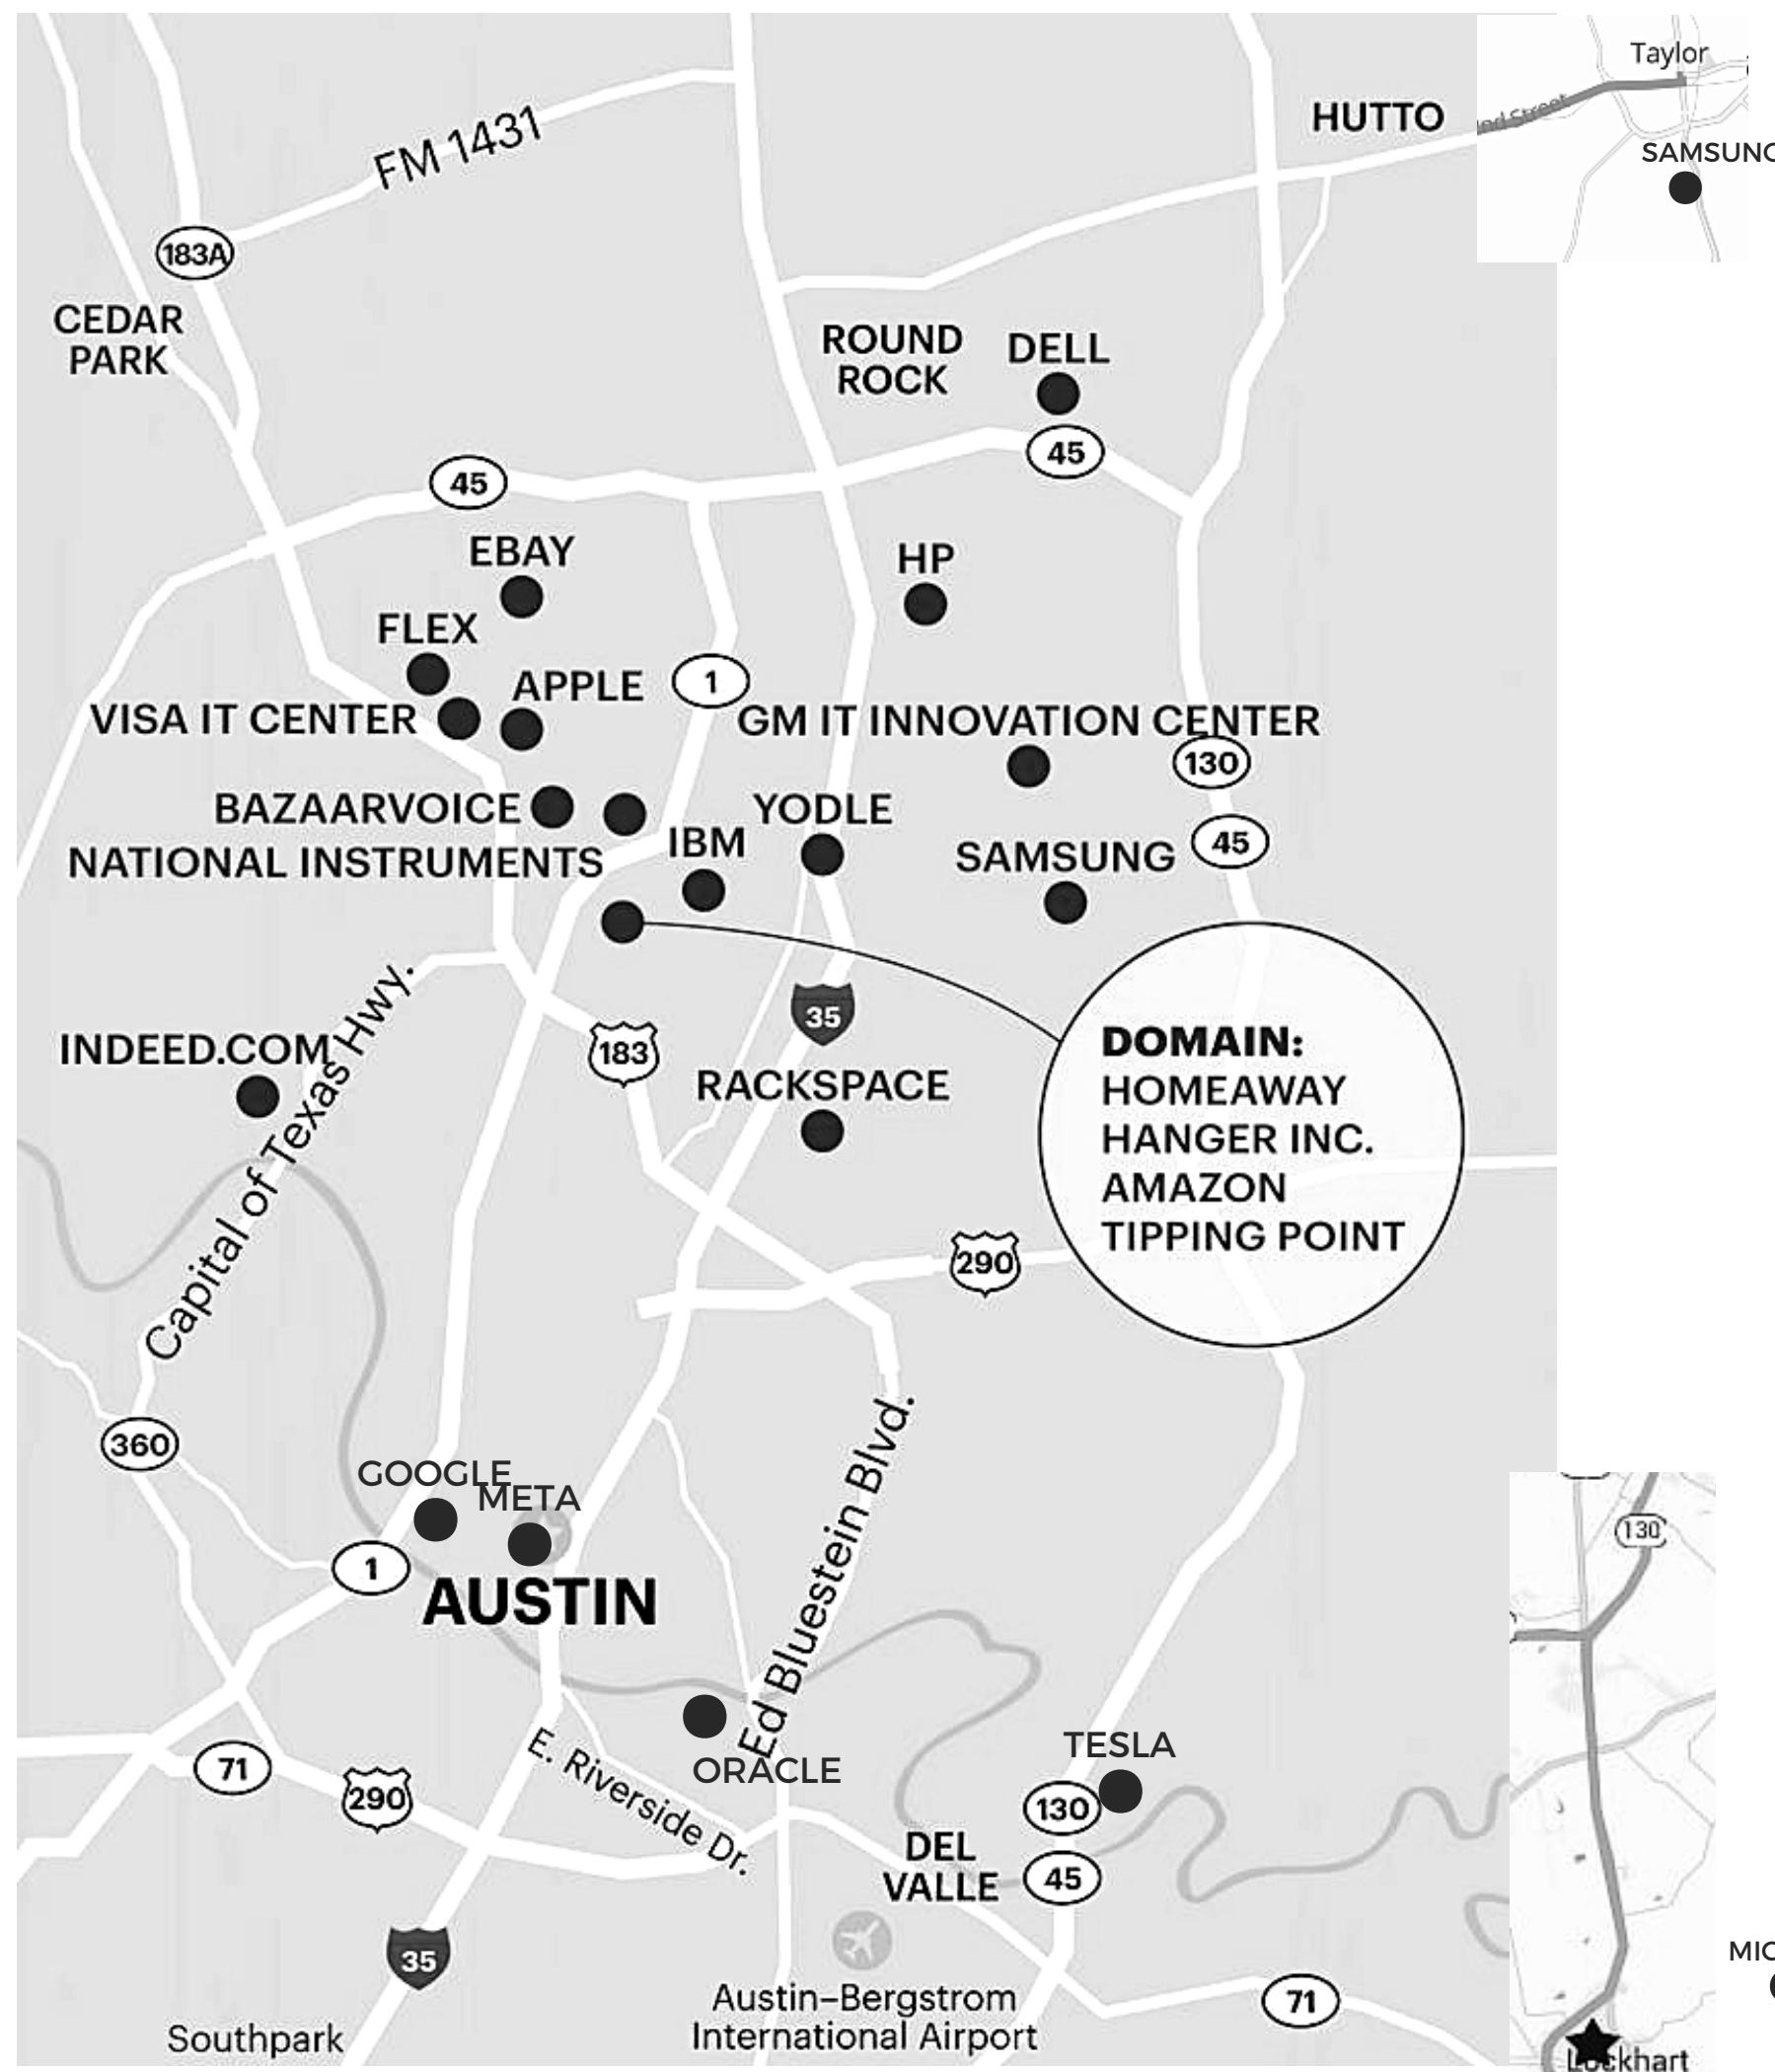 Taylor
HUTTO
SAMSUNG
FM 1431
183A
CEDAR
PARK
ROUND
ROCK
DELL
45
45
EBAY
HP
FLEX
APPLE
1
VISA IT CENTER
GM IT INNOVATION CENTER
130
BAZAARVOICE
YODLE
IBM
45
NATIONAL INSTRUMENTS
SAMSUNG
Capital of Texas Hwy.
35
INDEED.COM
183
DOMAIN:
HOMEAWAY
HANGER INC.
AMAZON
TIPPING POINT
RACKSPACE
290
360
GOOGLE
META
Ed Bluestein Blvd.
130
1
AUSTIN
71
E. Riverside Dr.
ORACLE
TESLA
290
130
DEL
VALLE
45
35
71
Austin–Bergstrom
International Airport
Southpark
Lockhart